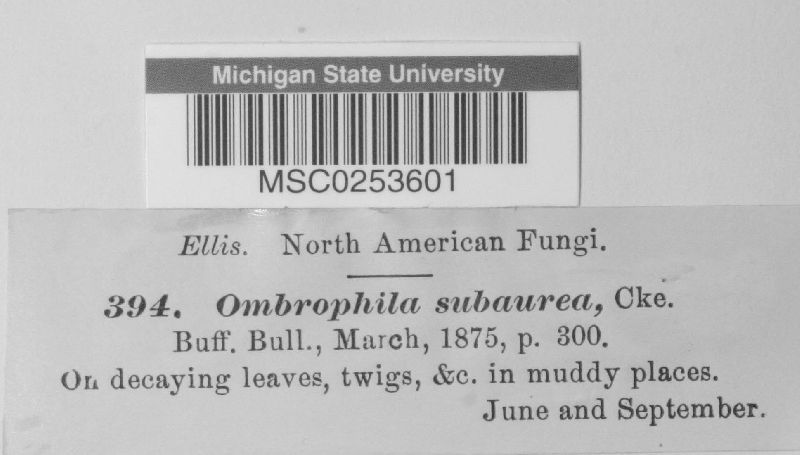 Michigan State University
MSC0253601
Ellis. North American Fungi.
394. Ombrophila subaurea, Cke.
Buff. Bull., March, 1875, p. 300.
On decaying leaves, twigs, &c. in muddy places.
June and September.